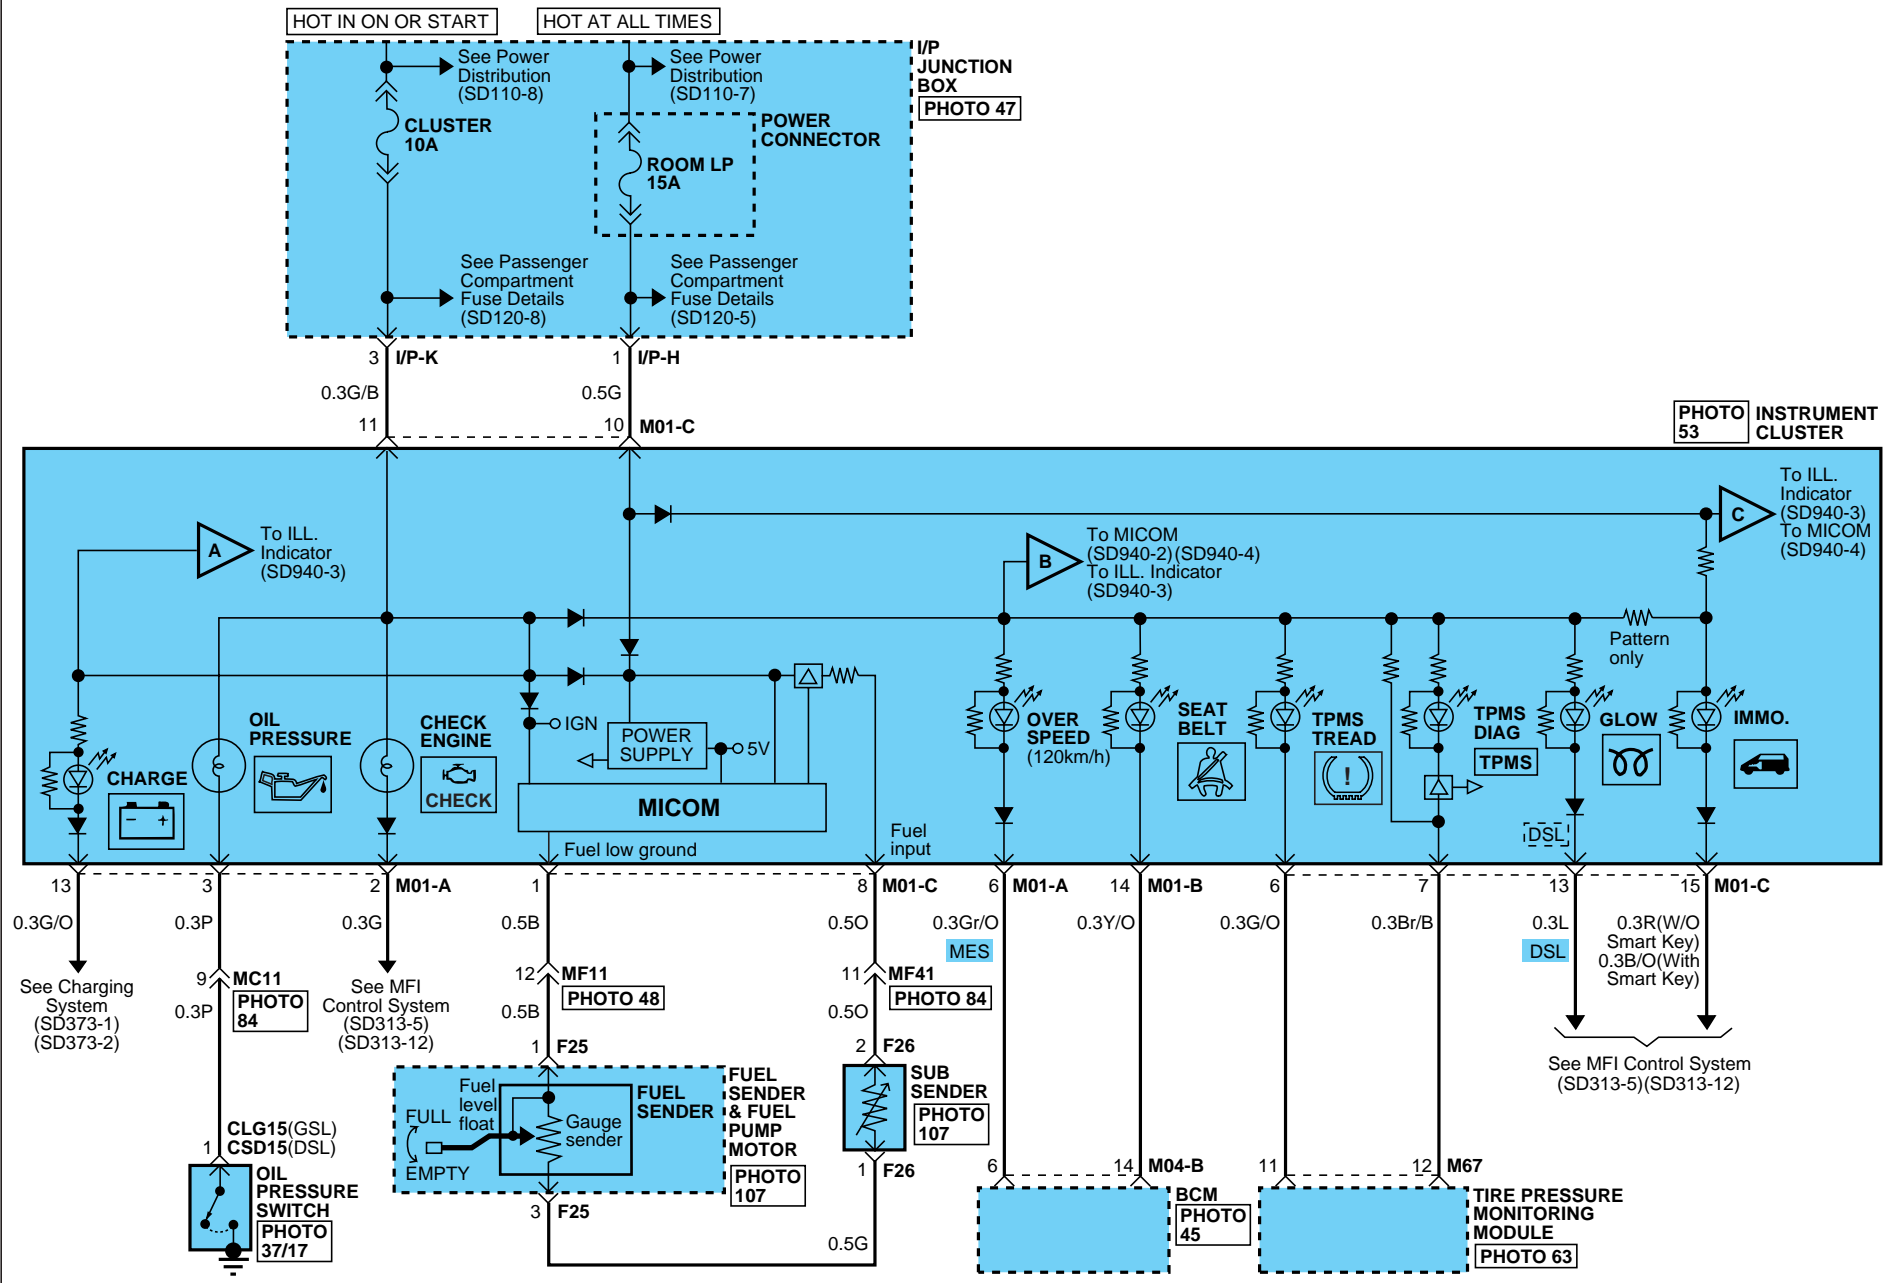 HOT IN ON OR START
HOT AT ALL TIMES
See Power
Distribution
(SD110-8)
See Power
Distribution
(SD110-7)
I/P
JUNCTION
BOX
PHOTO 47
CLUSTER
10A
POWER
CONNECTOR
ROOM LP
15A
See Passenger
Compartment
Fuse Details
(SD120-8)
See Passenger
Compartment
Fuse Details
(SD120-5)
3 I/P-K
1 I/P-H
0.3G/B
0.5G
11
10 M01-C
PHOTO
53
INSTRUMENT
CLUSTER
A
To ILL.
Indicator
(SD940-3)
B
To MICOM
(SD940-2)(SD940-4)
To ILL. Indicator
(SD940-3)
C
To ILL.
Indicator
(SD940-3)
To MICOM
(SD940-4)
Pattern
only
CHARGE
- +
OIL
PRESSURE
CHECK
ENGINE
CHECK
IGN
POWER
SUPPLY
5V
MICOM
Fuel low ground
Fuel
input
OVER
SPEED
(120km/h)
SEAT
BELT
TPMS
TREAD
!
TPMS
DIAG
TPMS
GLOW
DSL
IMMO.
13
3
2 M01-A
1
8 M01-C
6 M01-A
14 M01-B
6
7
13
15 M01-C
0.3G/O
0.3P
0.3G
0.5B
0.5O
0.3Gr/O
MES
0.3Y/O
0.3G/O
0.3Br/B
0.3L
DSL
0.3R(W/O
Smart Key)
0.3B/O(With
Smart Key)
See Charging
System
(SD373-1)
(SD373-2)
9 MC11
PHOTO
84
0.3P
See MFI
Control System
(SD313-5)
(SD313-12)
12 MF11
PHOTO 48
0.5B
11 MF41
PHOTO 84
0.5O
See MFI Control System
(SD313-5)(SD313-12)
1 F25
2 F26
FUEL
SENDER
& FUEL
PUMP
MOTOR
PHOTO
107
Fuel
level
float
FULL
EMPTY
FUEL
SENDER
Gauge
sender
SUB
SENDER
PHOTO
107
3 F25
1 F26
0.5G
CLG15(GSL)
CSD15(DSL)
1
OIL
PRESSURE
SWITCH
PHOTO
37/17
6
14 M04-B
BCM
PHOTO
45
11
12 M67
TIRE PRESSURE
MONITORING
MODULE
PHOTO 63